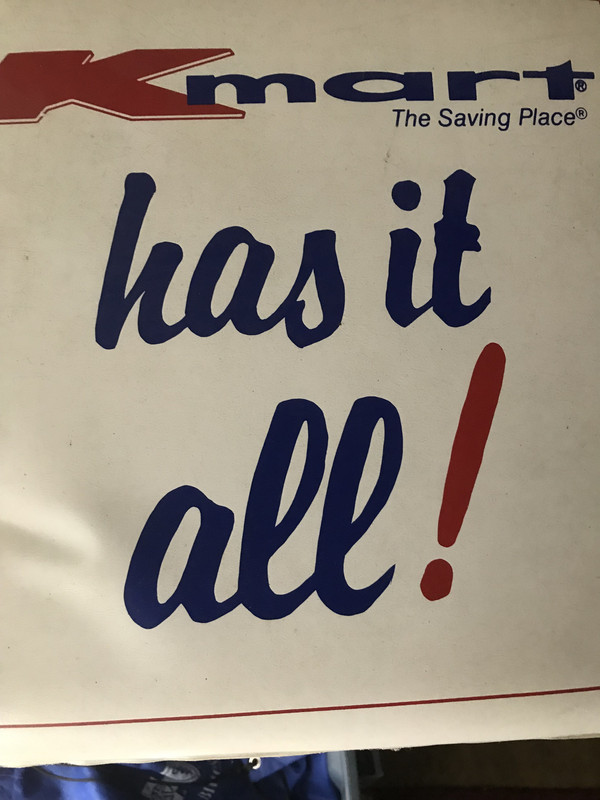 Kmart®
The Saving Place®
has it
all!